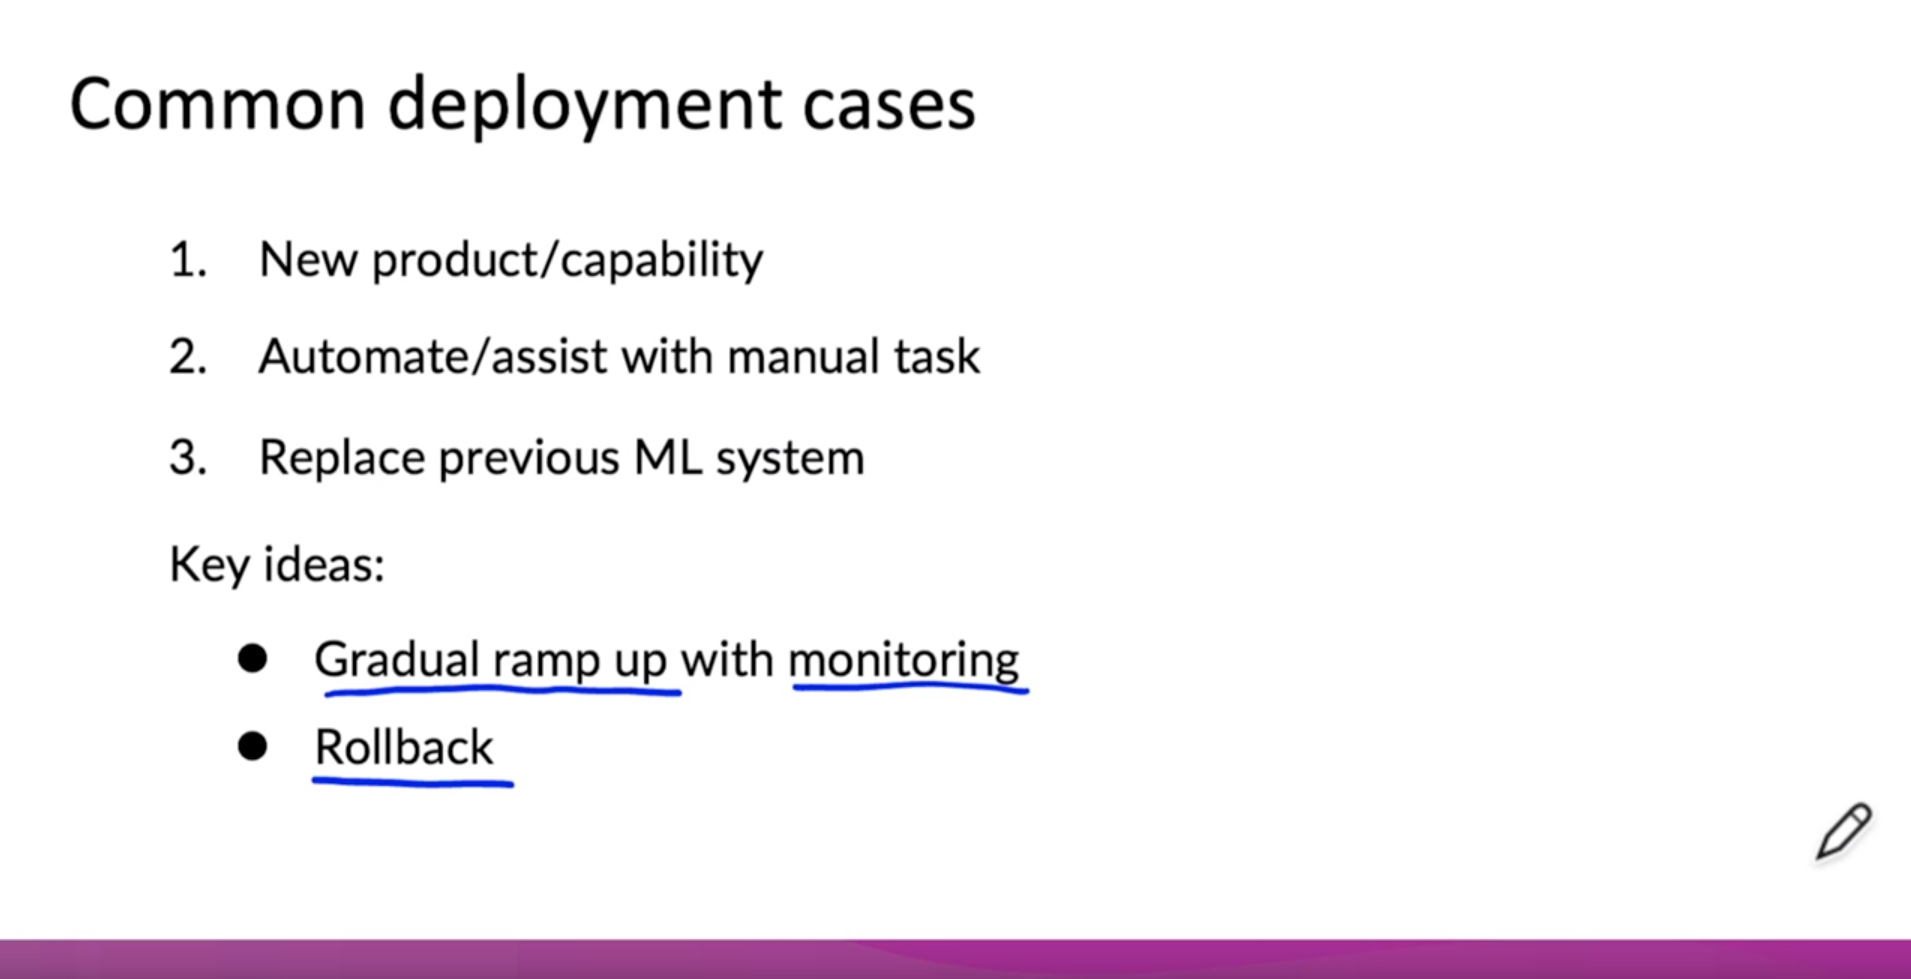 Common deployment cases
1. New product/capability
2. Automate/assist with manual task
3. Replace previous ML system
Key ideas:
● Gradual ramp up with monitoring
● Rollback